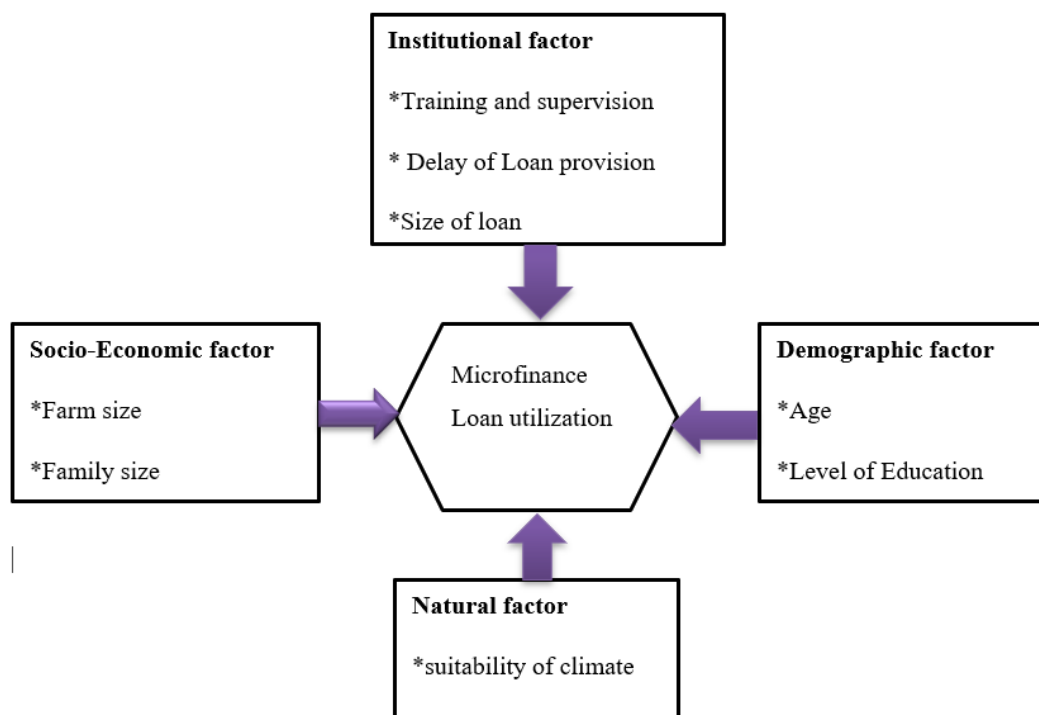 Institutional factor
*Training and supervision
* Delay of Loan provision
*Size of loan
Socio-Economic factor
*Farm size
*Family size
Microfinance
Loan utilization
Demographic factor
*Age
*Level of Education
Natural factor
*suitability of climate